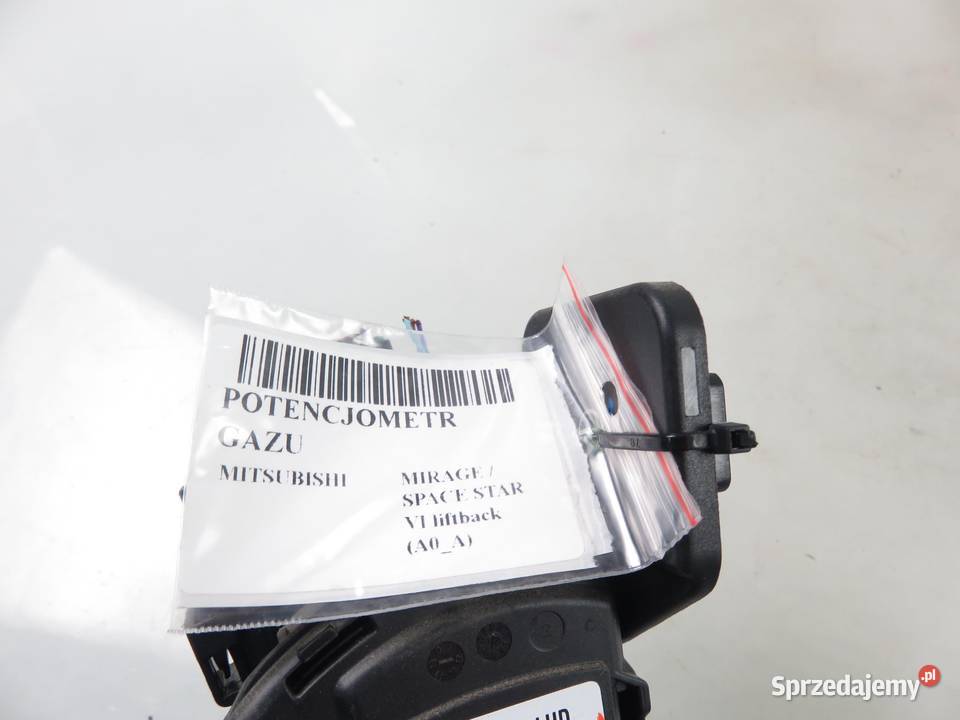 POTENCJOMETR
GAZU
MITSUBISHI
MIRAGE /
SPACE STAR
VI liftback
(A0_A)
Sprzedajemy.pl